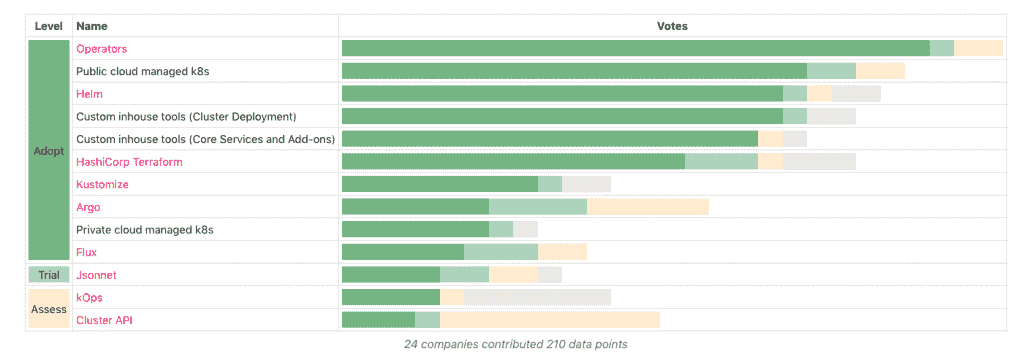 Level Name Votes
Adopt
Operators
Public cloud managed k8s
Helm
Custom inhouse tools (Cluster Deployment)
Custom inhouse tools (Core Services and Add-ons)
HashiCorp Terraform
Kustomize
Argo
Private cloud managed k8s
Flux
Trial Jsonnet
Assess
kOps
Cluster API
24 companies contributed 210 data points